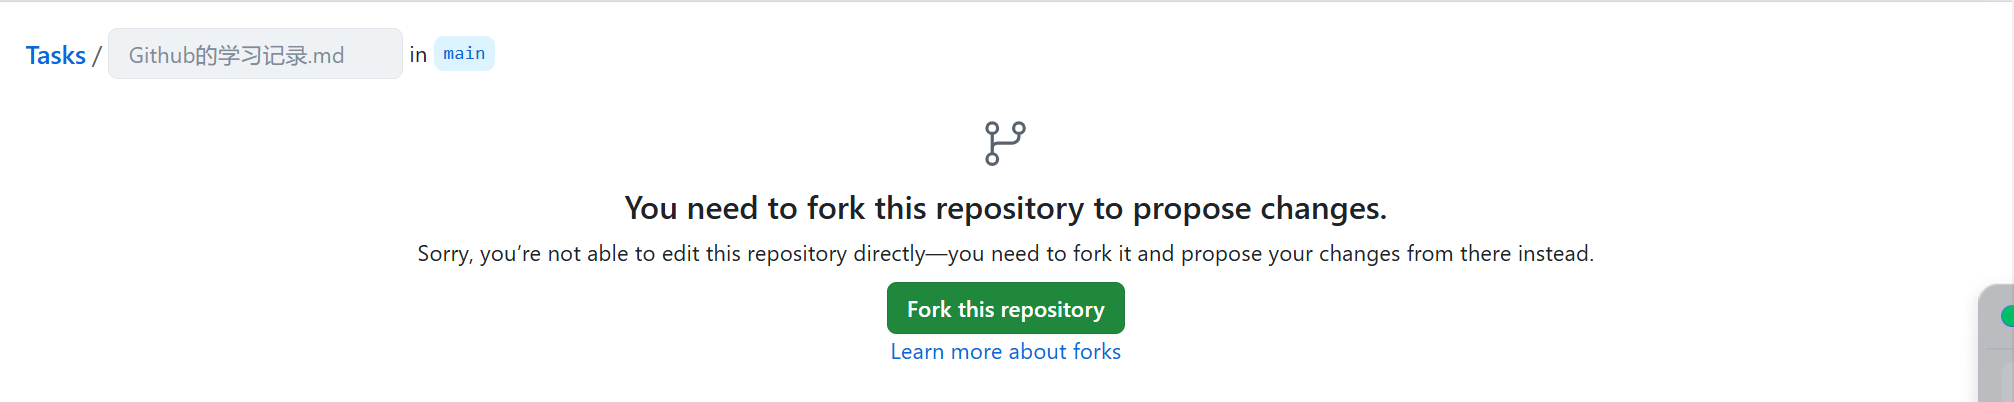 Tasks / Github的学习记录.md in main
You need to fork this repository to propose changes.
Sorry, you’re not able to edit this repository directly—you need to fork it and propose your changes from there instead.
Fork this repository
Learn more about forks